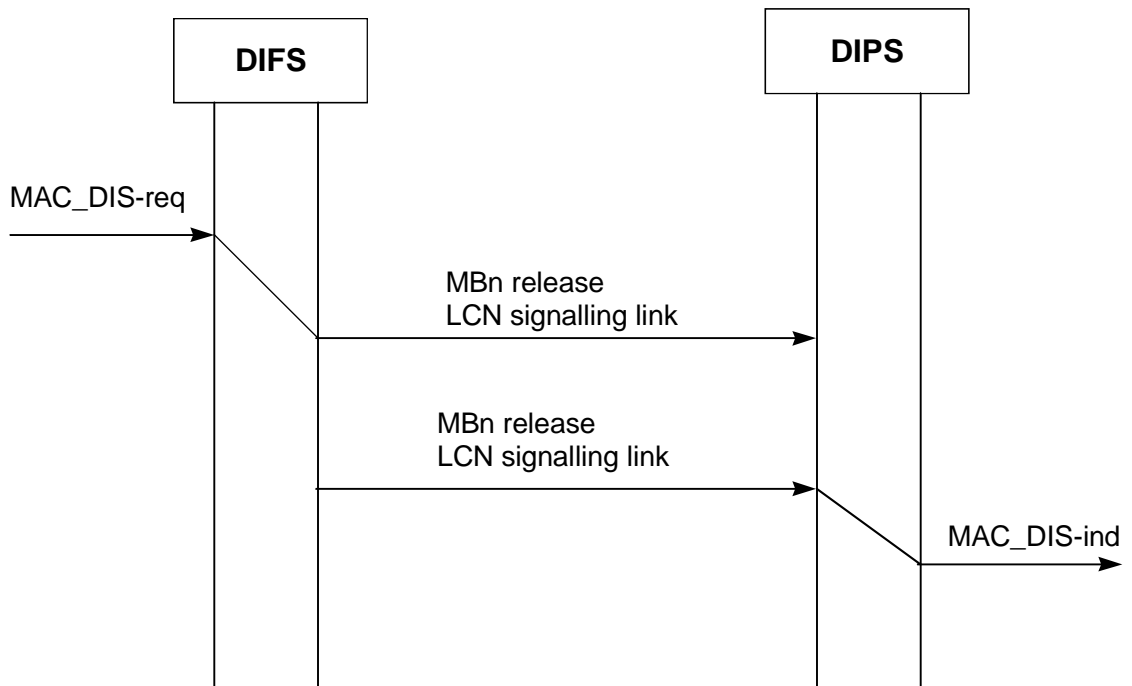 DIFS
DIPS
MAC_DIS-req
MBn release
LCN signalling link
MBn release
LCN signalling link
MAC_DIS-ind